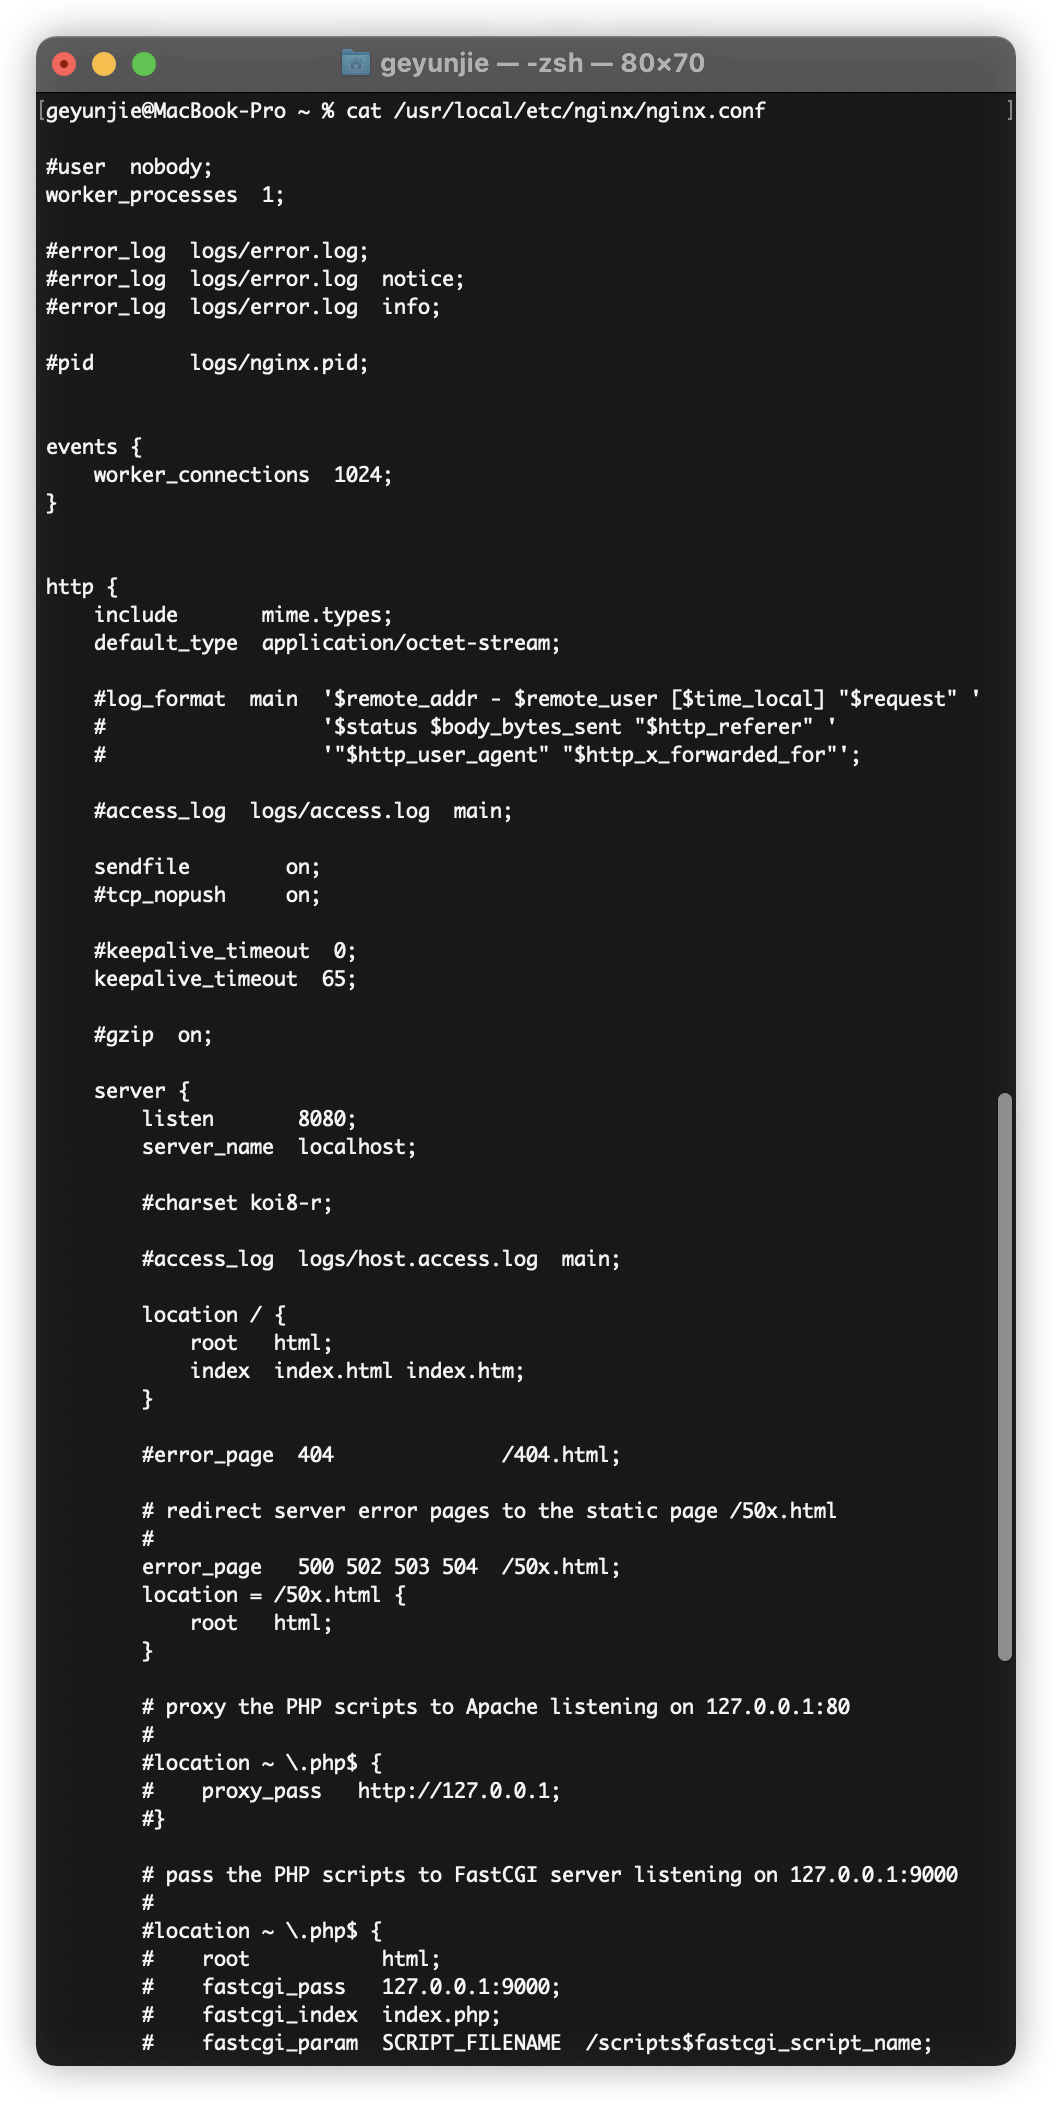 geyunjie — -zsh — 80×70
[geyunjie@MacBook-Pro ~ % cat /usr/local/etc/nginx/nginx.conf ]

#user  nobody;
worker_processes  1;

#error_log  logs/error.log;
#error_log  logs/error.log  notice;
#error_log  logs/error.log  info;

#pid        logs/nginx.pid;


events {
    worker_connections  1024;
}


http {
    include       mime.types;
    default_type  application/octet-stream;

    #log_format  main  '$remote_addr - $remote_user [$time_local] "$request" '
    #                  '$status $body_bytes_sent "$http_referer" '
    #                  '"$http_user_agent" "$http_x_forwarded_for"';

    #access_log  logs/access.log  main;

    sendfile        on;
    #tcp_nopush     on;

    #keepalive_timeout  0;
    keepalive_timeout  65;

    #gzip  on;

    server {
        listen       8080;
        server_name  localhost;

        #charset koi8-r;

        #access_log  logs/host.access.log  main;

        location / {
            root   html;
            index  index.html index.htm;
        }

        #error_page  404              /404.html;

        # redirect server error pages to the static page /50x.html
        #
        error_page   500 502 503 504  /50x.html;
        location = /50x.html {
            root   html;
        }

        # proxy the PHP scripts to Apache listening on 127.0.0.1:80
        #
        #location ~ \.php$ {
        #    proxy_pass   http://127.0.0.1;
        #}

        # pass the PHP scripts to FastCGI server listening on 127.0.0.1:9000
        #
        #location ~ \.php$ {
        #    root           html;
        #    fastcgi_pass   127.0.0.1:9000;
        #    fastcgi_index  index.php;
        #    fastcgi_param  SCRIPT_FILENAME  /scripts$fastcgi_script_name;